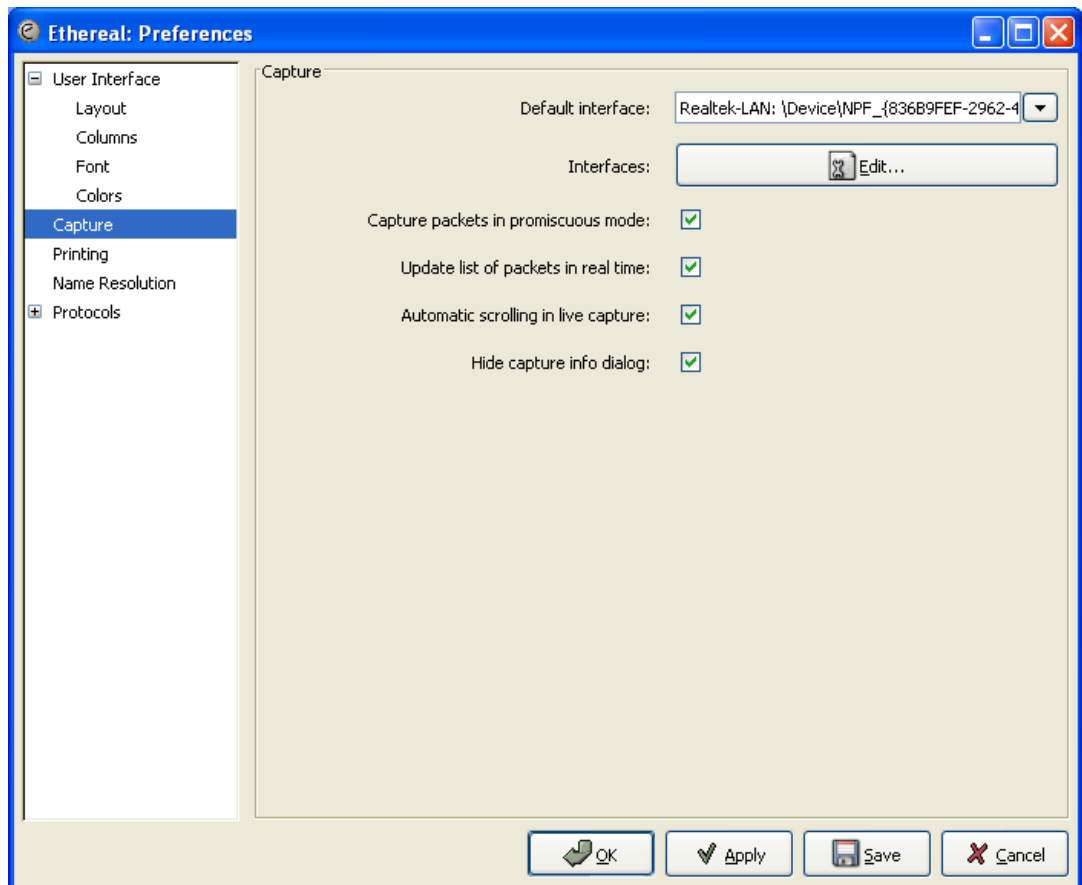 Ethereal: Preferences
User Interface
Layout
Columns
Font
Colors
Capture
Printing
Name Resolution
Protocols
Capture
Default interface: Realtek-LAN: \Device\NPF_{836B9FEF-2962-4
Interfaces: Edit...
Capture packets in promiscuous mode:
Update list of packets in real time:
Automatic scrolling in live capture:
Hide capture info dialog:
OK Apply Save Cancel